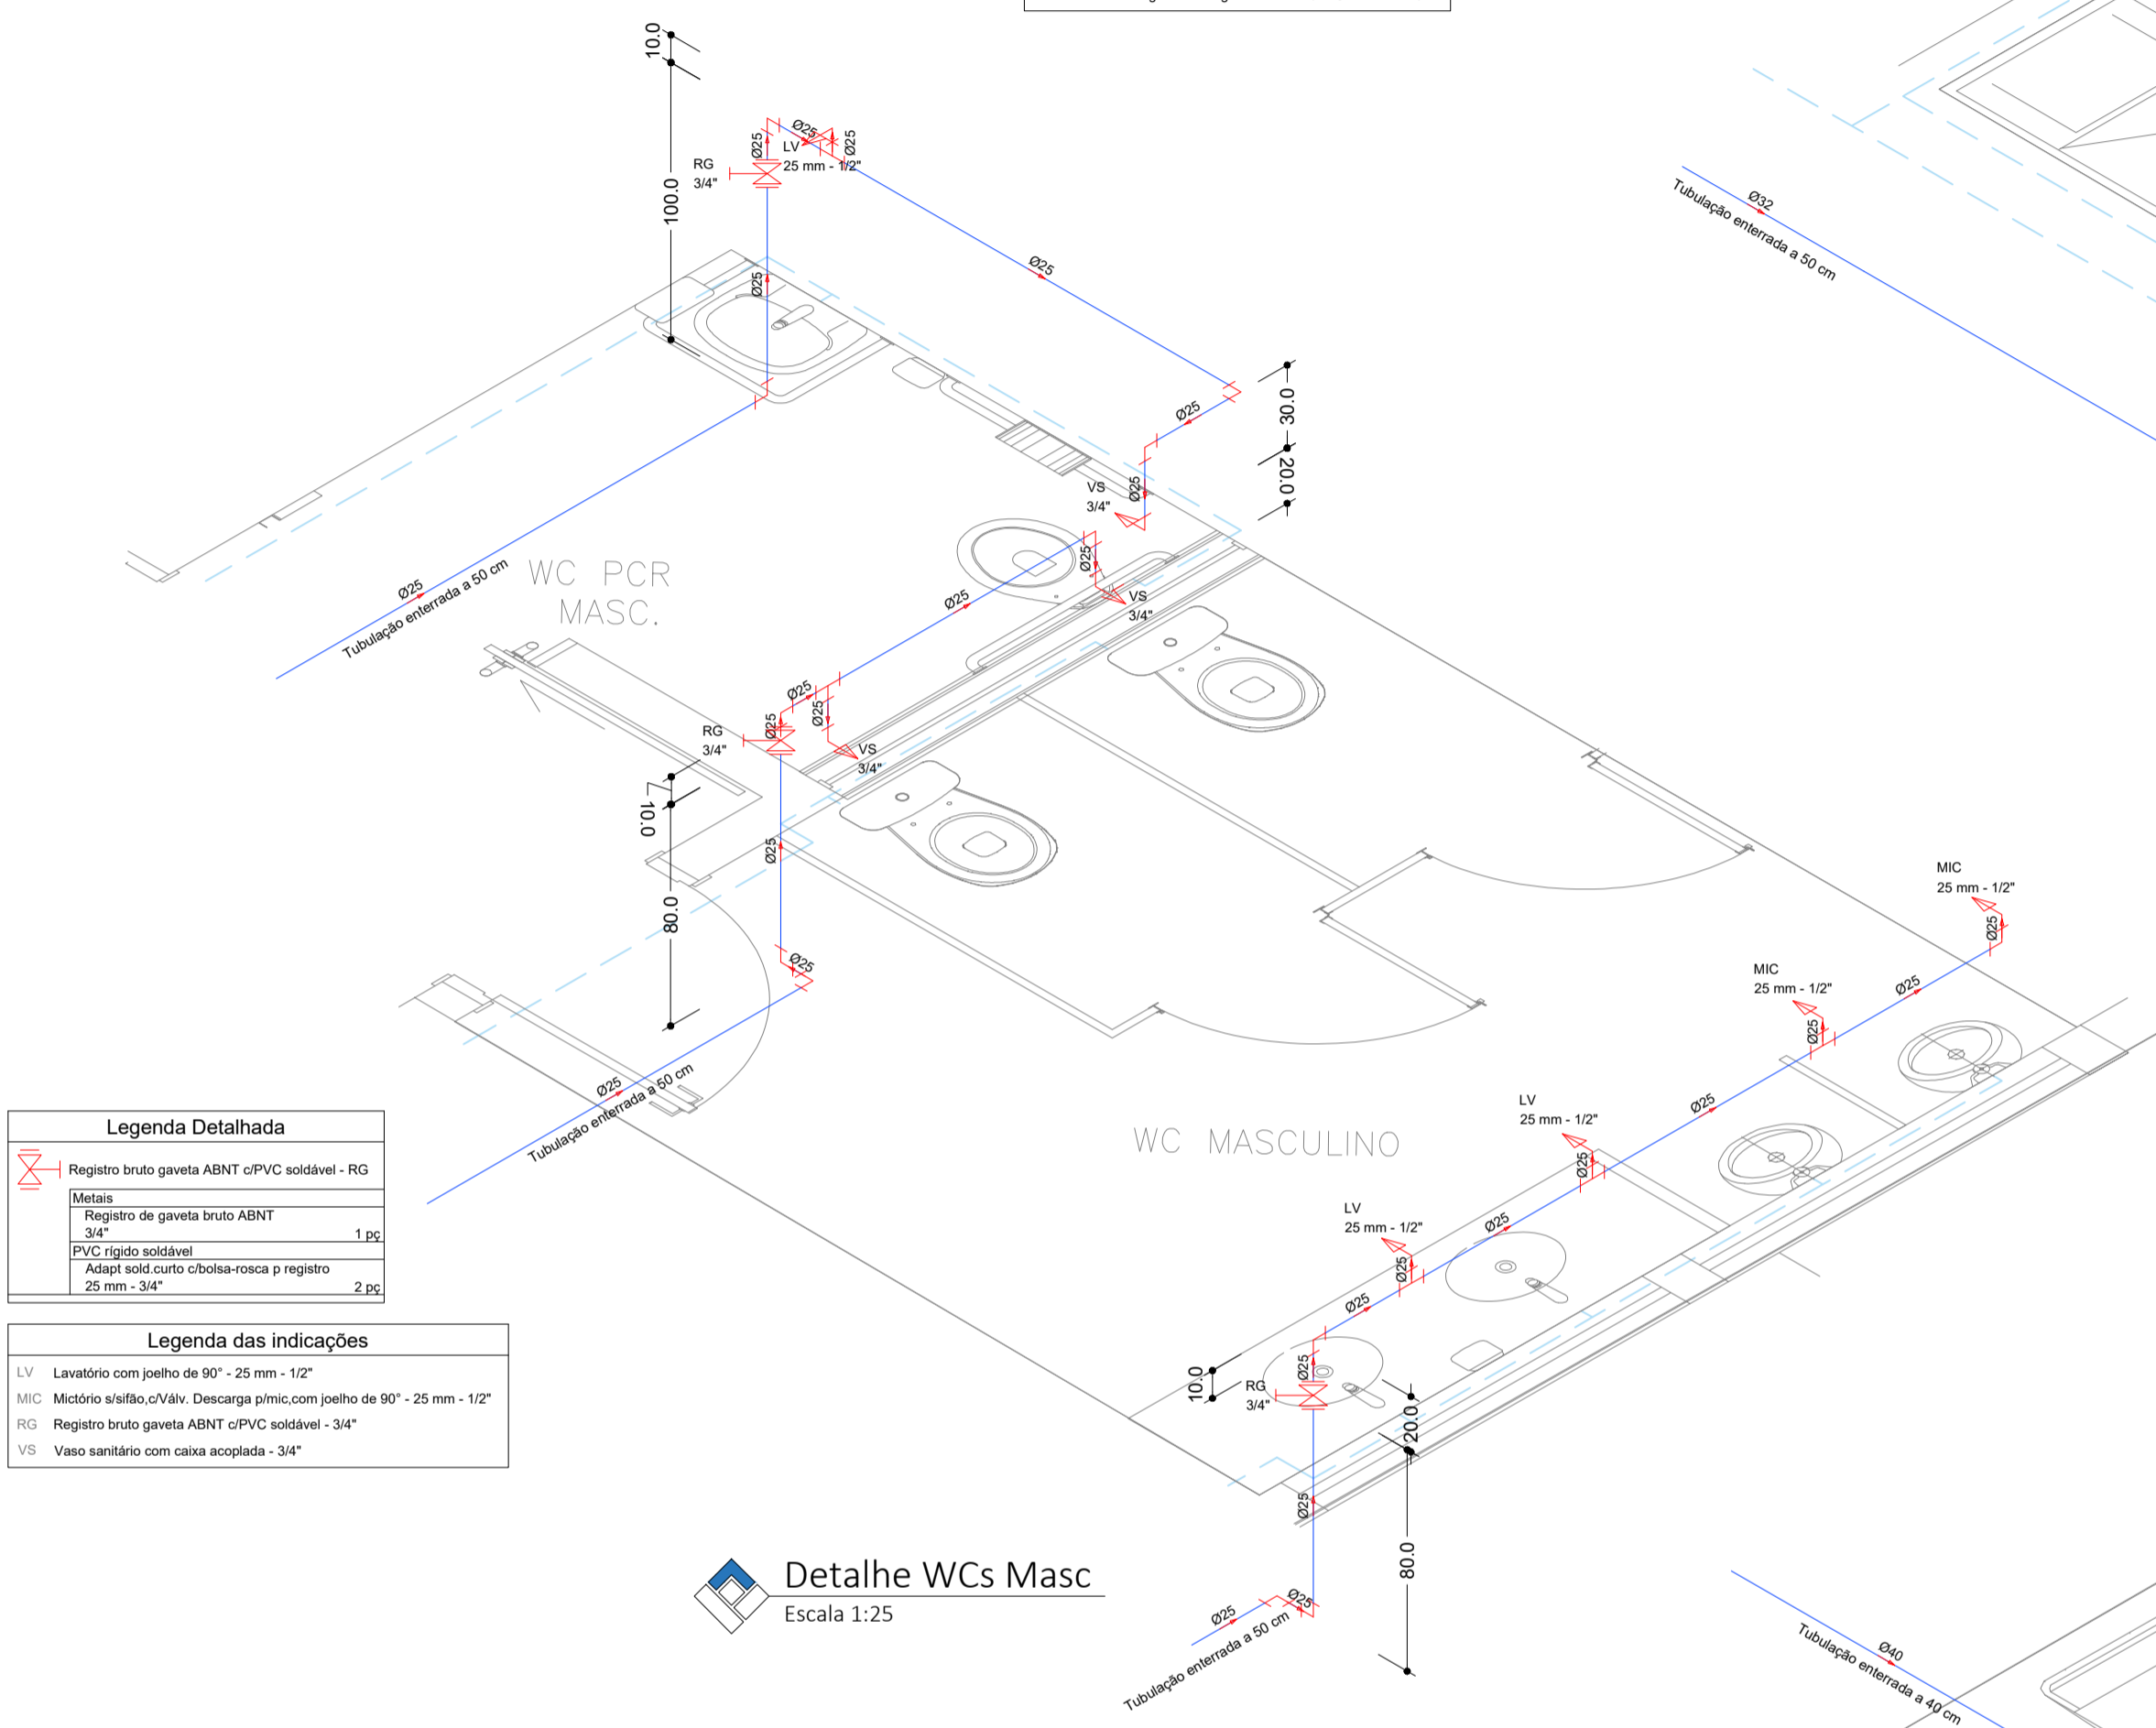 10.0
100.0
Ø25
Ø25
Ø25
LV
25 mm - 1/2"
RG
3/4"
Ø25
Ø25
Ø25
30.0
20.0
VS
3/4"
Ø25
Ø32
Tubulação enterrada a 50 cm
WC PCR
MASC.
Ø25
Tubulação enterrada a 50 cm
Ø25
Ø25
VS
3/4"
Ø25
Ø25
Ø25
RG
3/4"
VS
3/4"
10.0
80.0
Ø25
Ø25
Ø25
Tubulação enterrada a 50 cm
MIC
25 mm - 1/2"
Ø25
MIC
25 mm - 1/2"
Ø25
Ø25
LV
25 mm - 1/2"
Ø25
Ø25
WC MASCULINO
LV
25 mm - 1/2"
Ø25
Ø25
Ø25
10.0
RG
3/4"
Ø25
20.0
80.0
Ø25
Ø25
Ø25
Tubulação enterrada a 50 cm
Ø40
Tubulação enterrada a 40 cm
Legenda Detalhada
Registro bruto gaveta ABNT c/PVC soldável - RG
Metais
Registro de gaveta bruto ABNT
3/4" 1 pç
PVC rígido soldável
Adapt sold.curto c/bolsa-rosca p registro
25 mm - 3/4" 2 pç
Legenda das indicações
LV Lavatório com joelho de 90° - 25 mm - 1/2"
MIC Mictório s/sifão,c/Válv. Descarga p/mic,com joelho de 90° - 25 mm - 1/2"
RG Registro bruto gaveta ABNT c/PVC soldável - 3/4"
VS Vaso sanitário com caixa acoplada - 3/4"
Detalhe WCs Masc
Escala 1:25